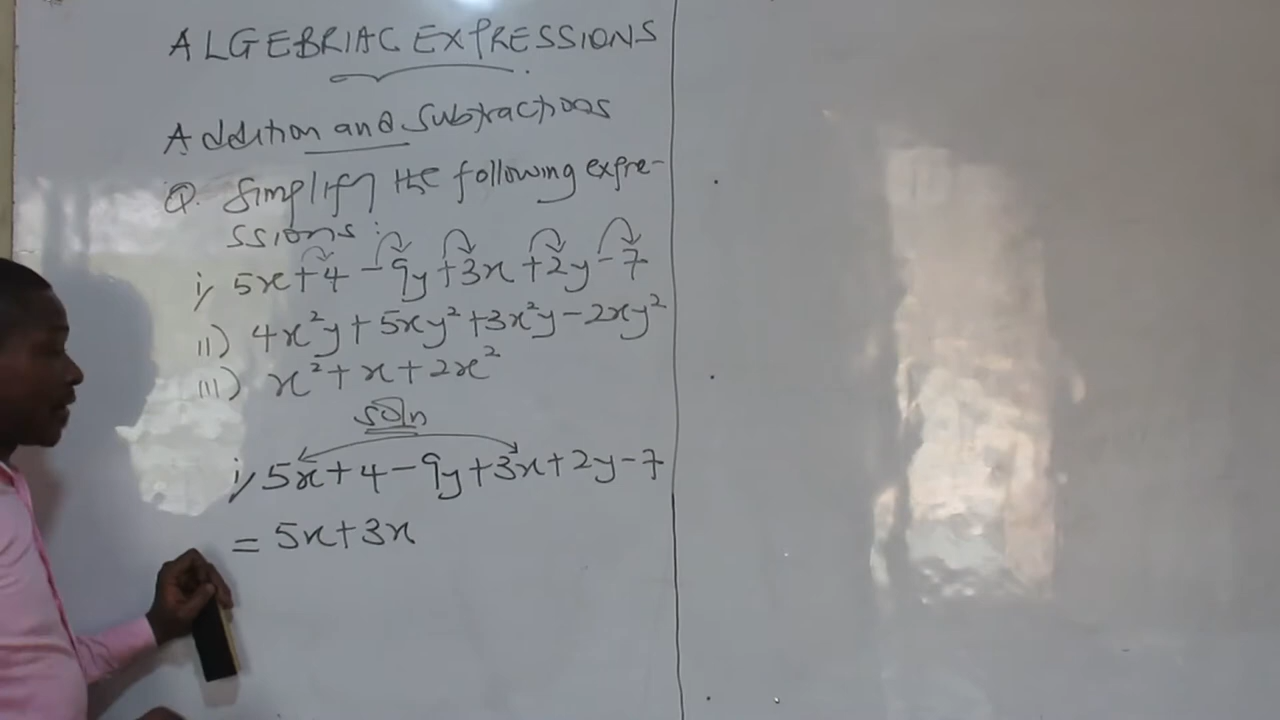 ALGEBRIAC EXPRESSIONS
Addition and Subtractions
Q. Simplify the following expre-
ssions:
i, 5x+4-9y+3x+2y-7
ii) 4x²y+5xy²+3x²y-2xy²
iii) x²+x+2x²
soln
i, 5x+4-9y+3x+2y-7
= 5x+3x